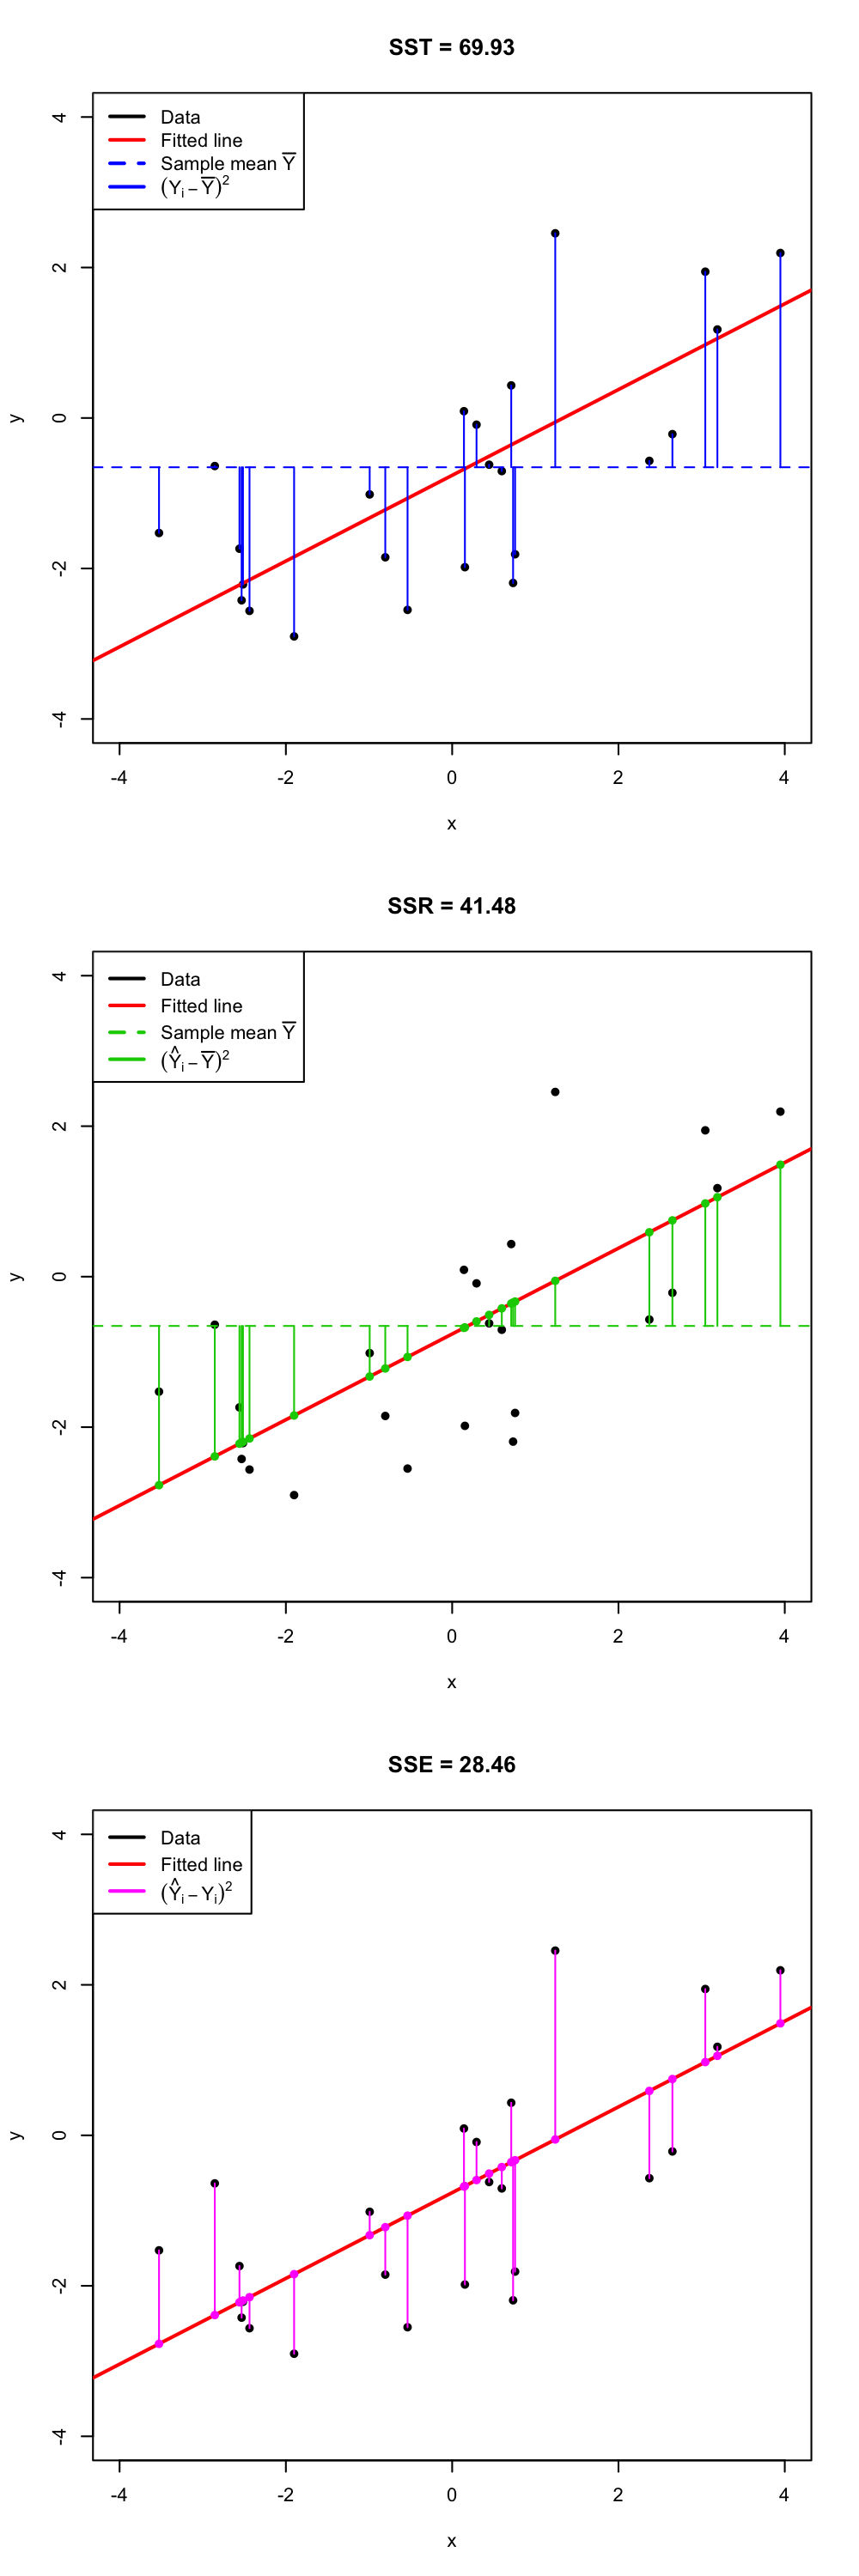 SST = 69.93
Data
Fitted line
Sample mean Y̅
(Yᵢ – Y̅)²
4
2
0
-2
-4
y
-4 -2 0 2 4
x
SSR = 41.48
Data
Fitted line
Sample mean Y̅
(Ŷᵢ – Y̅)²
4
2
0
-2
-4
y
-4 -2 0 2 4
x
SSE = 28.46
Data
Fitted line
(Ŷᵢ – Yᵢ)²
4
2
0
-2
-4
y
-4 -2 0 2 4
x